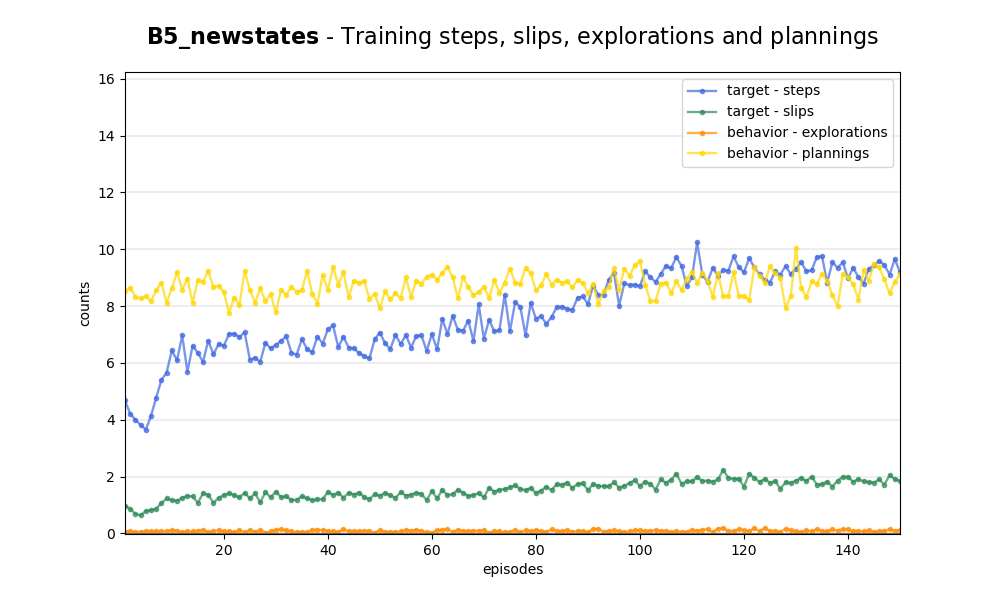 B5_newstates - Training steps, slips, explorations and plannings
16
14
12
10
8
6
4
2
0
counts
target - steps
target - slips
behavior - explorations
behavior - plannings
20 40 60 80 100 120 140
episodes